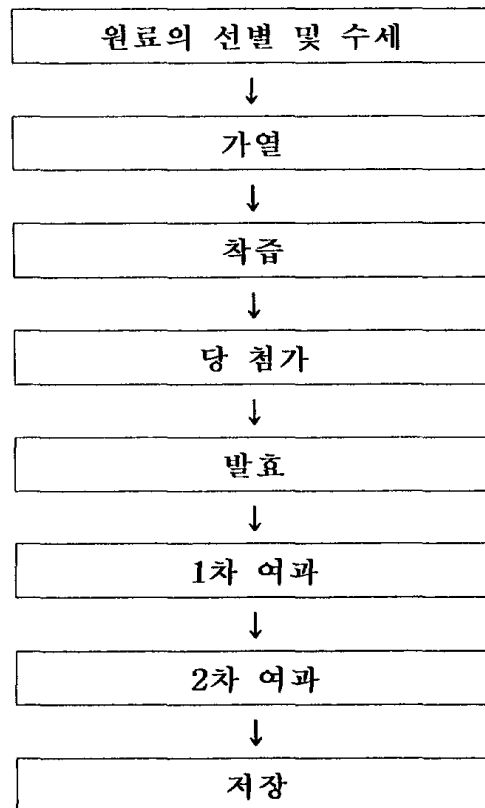 원료의 선별 및 수세
↓
가열
↓
착즙
↓
당 첨가
↓
발효
↓
1차 여과
↓
2차 여과
↓
저장